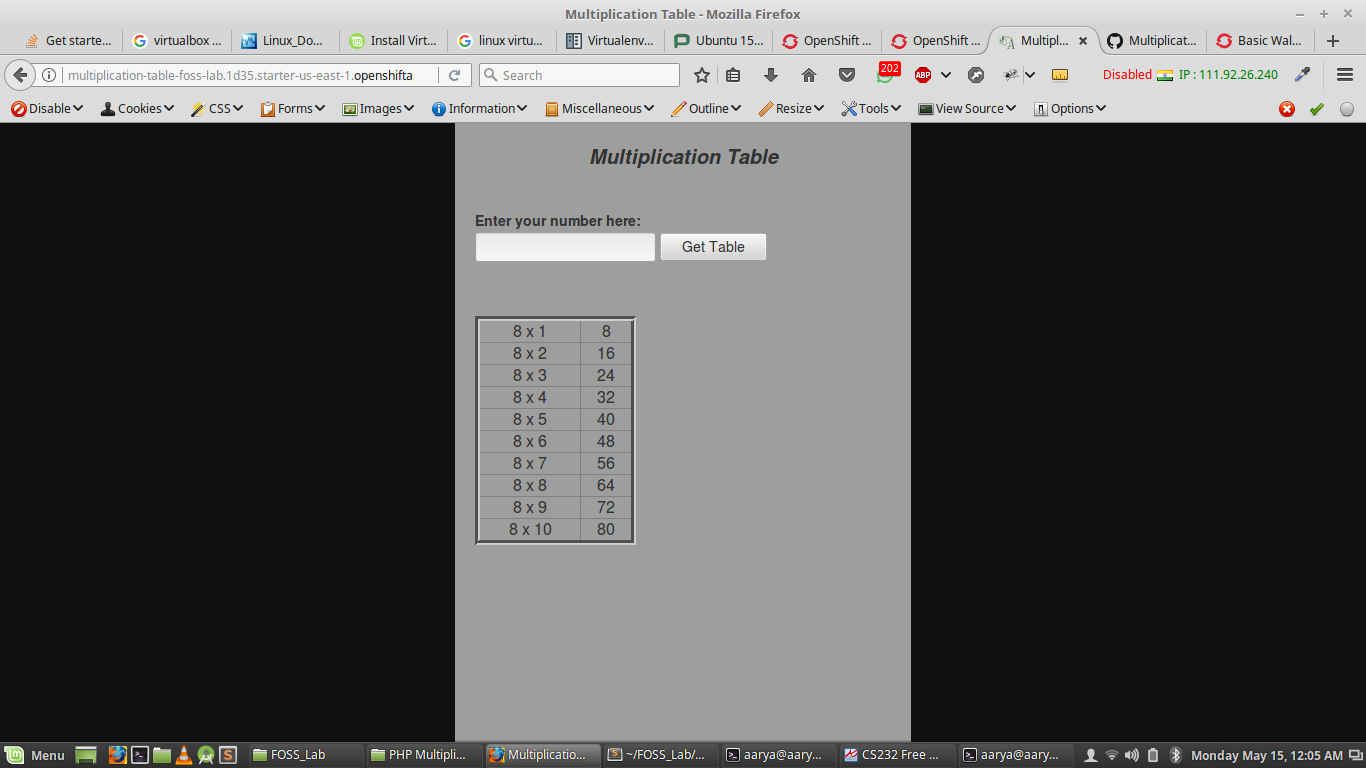 Multiplication Table - Mozilla Firefox
Get starte... virtualbox ... Linux_Do... Install Virt... linux virtu... Virtualenv... Ubuntu 15... OpenShift ... OpenShift ... Multipl... Multiplicat... Basic Wal...
multiplication-table-foss-lab.1d35.starter-us-east-1.openshifta Search 202 ABP Disabled IP : 111.92.26.240
Disable Cookies CSS Forms Images Information Miscellaneous Outline Resize Tools View Source Options
Multiplication Table
Enter your number here:
Get Table
8 x 1 8
8 x 2 16
8 x 3 24
8 x 4 32
8 x 5 40
8 x 6 48
8 x 7 56
8 x 8 64
8 x 9 72
8 x 10 80
Menu FOSS_Lab PHP Multipli... Multiplicatio... ~/FOSS_Lab/... aarya@aary... CS232 Free ... aarya@aary... Monday May 15, 12:05 AM